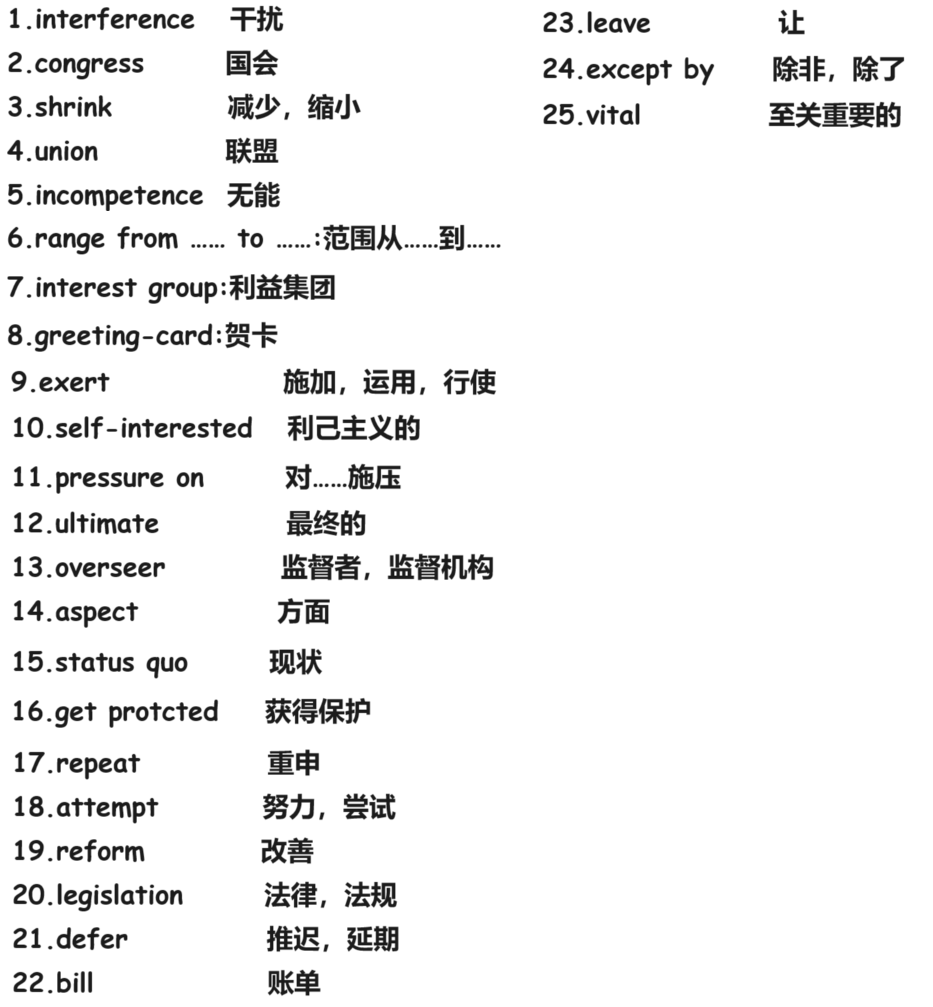 1.interference 干扰
2.congress 国会
3.shrink 减少，缩小
4.union 联盟
5.incompetence 无能
6.range from …… to ……:范围从……到……
7.interest group:利益集团
8.greeting-card:贺卡
9.exert 施加，运用，行使
10.self-interested 利己主义的
11.pressure on 对……施压
12.ultimate 最终的
13.overseer 监督者，监督机构
14.aspect 方面
15.status quo 现状
16.get protcted 获得保护
17.repeat 重申
18.attempt 努力，尝试
19.reform 改善
20.legislation 法律，法规
21.defer 推迟，延期
22.bill 账单
23.leave 让
24.except by 除非，除了
25.vital 至关重要的